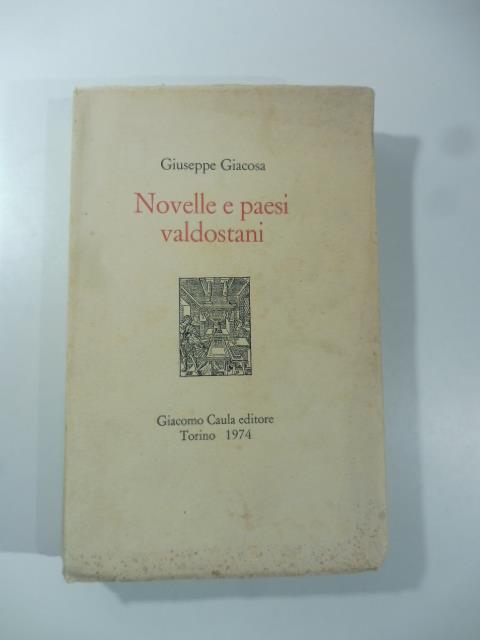 Giuseppe Giacosa
Novelle e paesi
valdostani
Giacomo Caula editore
Torino 1974